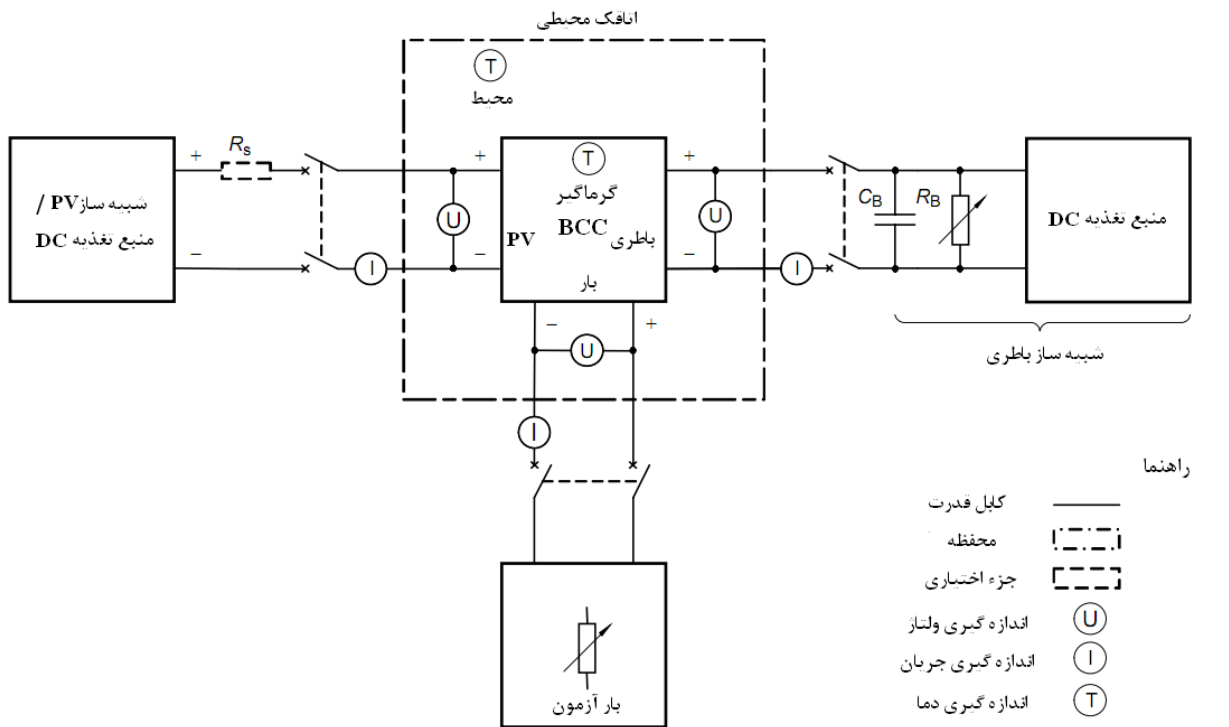 اتاقک محیطی
T
محیط
+
Rs
+
T
+
گرماگیر
BCC
PV
باطری
بار
U
U
CB
RB
شبیه ساز PV /
منبع تغذیه DC
منبع تغذیه DC
–
I
–
–
I
–
+
U
شبیه ساز باطری
I
بار آزمون
راهنما
کابل قدرت
محفظه
جزء اختیاری
اندازه گیری ولتاژ U
اندازه گیری جریان I
اندازه گیری دما T